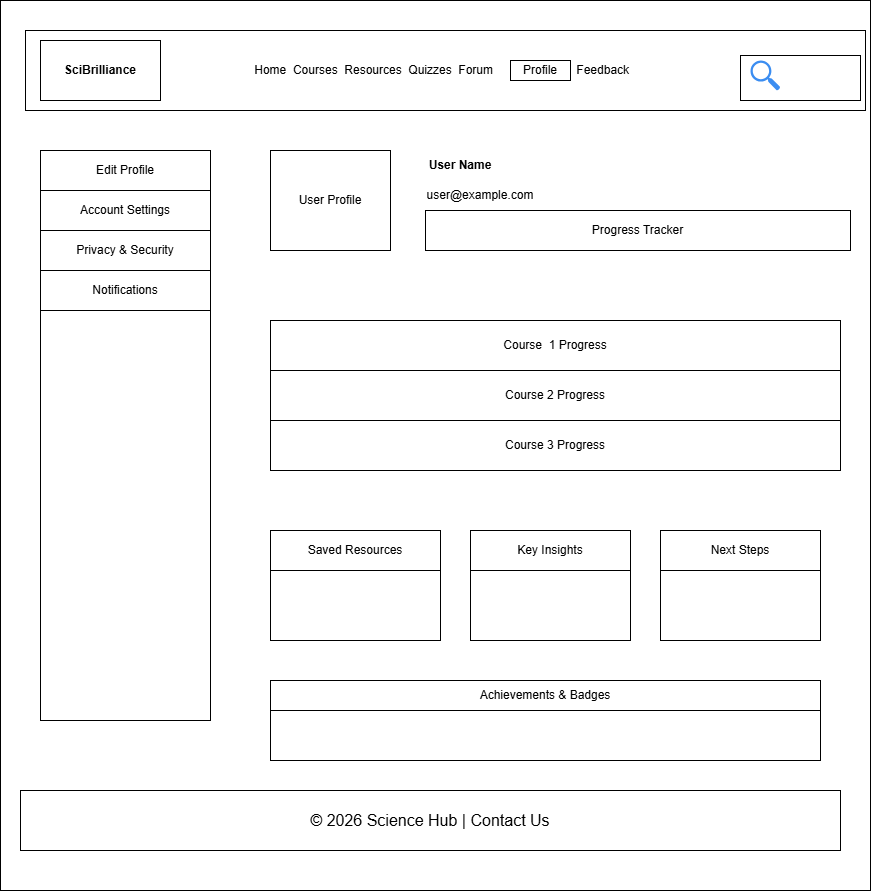 SciBrilliance
Home Courses Resources Quizzes Forum Profile Feedback
Edit Profile
Account Settings
Privacy & Security
Notifications
User Profile
User Name
user@example.com
Progress Tracker
Course 1 Progress
Course 2 Progress
Course 3 Progress
Saved Resources
Key Insights
Next Steps
Achievements & Badges
© 2026 Science Hub | Contact Us